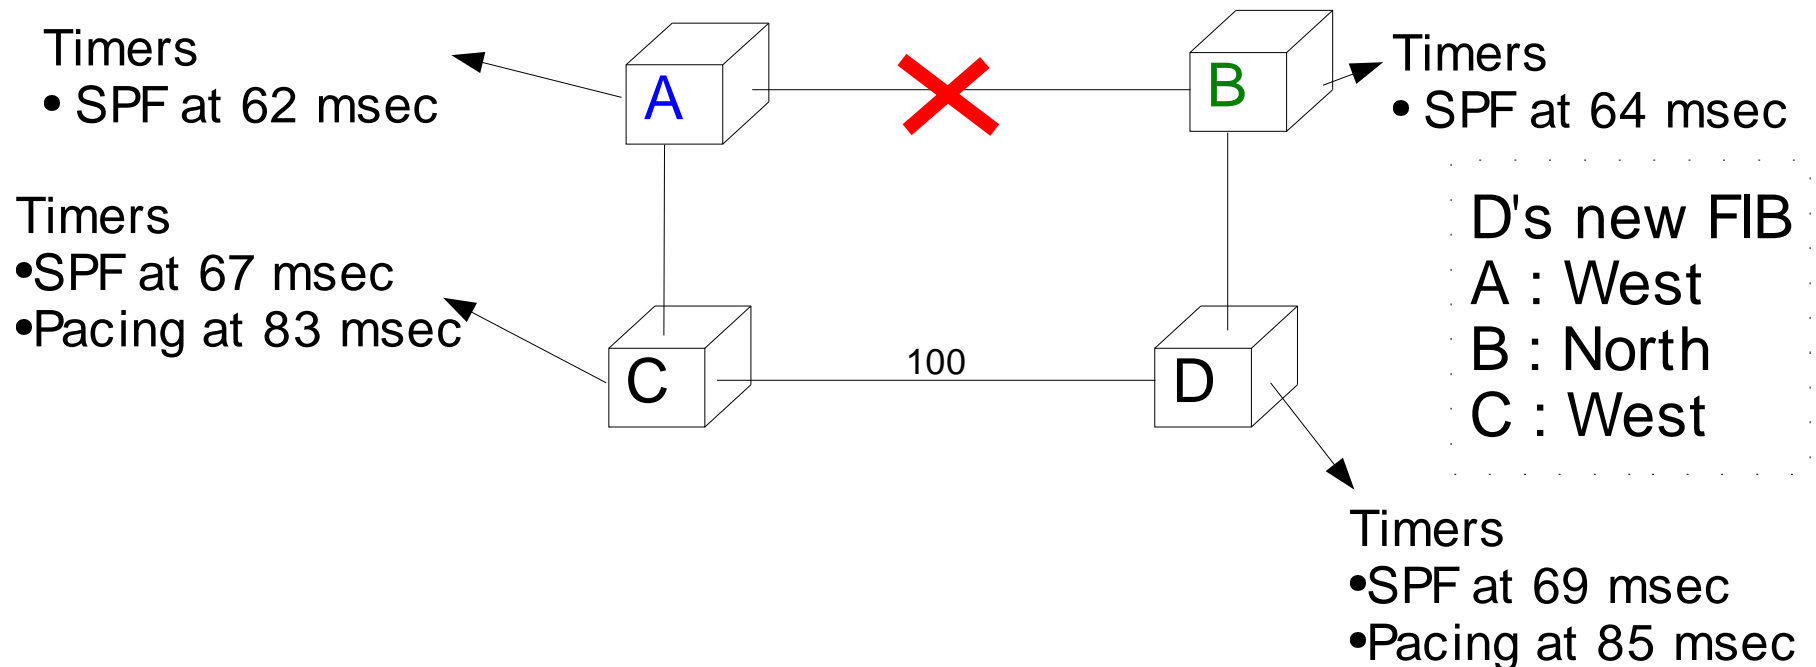 Timers
• SPF at 62 msec
A
B
Timers
• SPF at 64 msec
Timers
•SPF at 67 msec
•Pacing at 83 msec
D's new FIB
A : West
B : North
C : West
C
100
D
Timers
•SPF at 69 msec
•Pacing at 85 msec